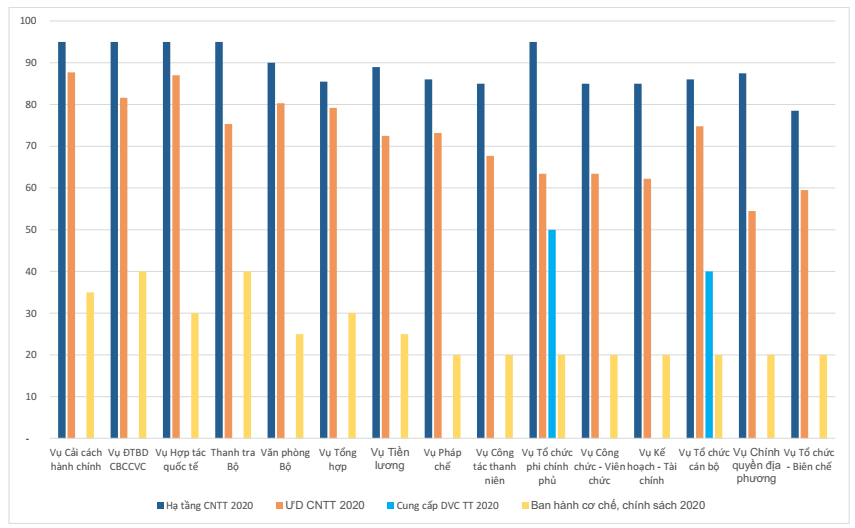 100
90
80
70
60
50
40
30
20
10
-
Vụ Cải cách
hành chính
Vụ ĐTBD
CBCCVC
Vụ Hợp tác
quốc tế
Thanh tra
Bộ
Văn phòng
Bộ
Vụ Tổng
hợp
Vụ Tiền
lương
Vụ Pháp
chế
Vụ Công
tác thanh
niên
Vụ Tổ chức
phi chính
phủ
Vụ Công
chức - Viên
chức
Vụ Kế
hoạch - Tài
chính
Vụ Tổ chức
cán bộ
Vụ Chính
quyền địa
phương
Vụ Tổ chức
- Biên chế
Hạ tầng CNTT 2020
ƯD CNTT 2020
Cung cấp DVC TT 2020
Ban hành cơ chế, chính sách 2020